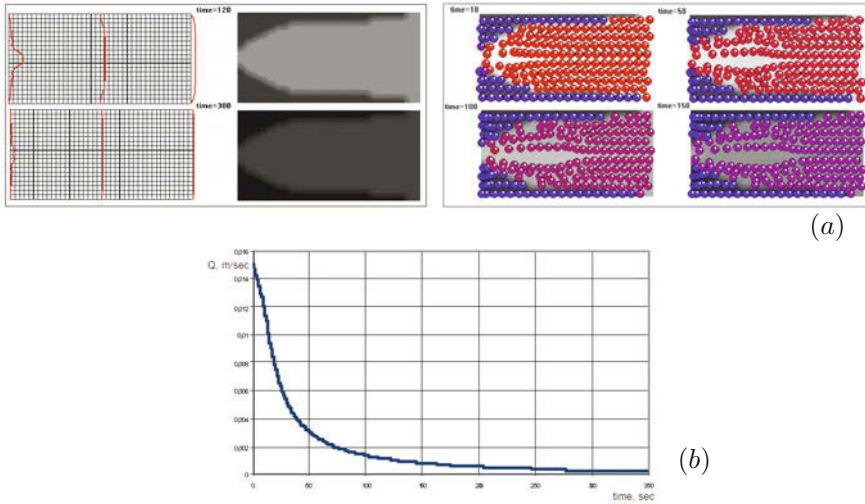 time=120
time=300
time=10
time=50
time=100
time=150
(a)
0,016
Q, m/sec
0,014
0,012
0,01
0,008
0,006
0,004
0,002
0
0 50 100 250 350
time, sec
(b)